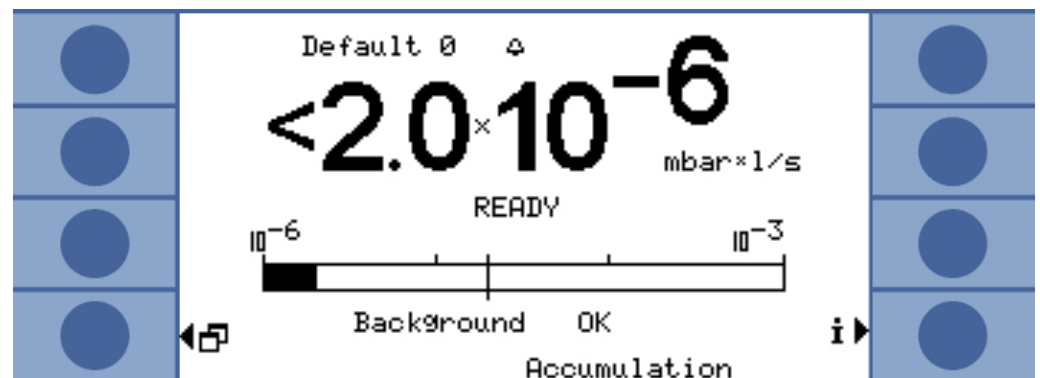 Default 0
<2.0×10⁻⁶
mbar×l/s
READY
10⁻⁶ 10⁻³
Background OK
i
Accumulation